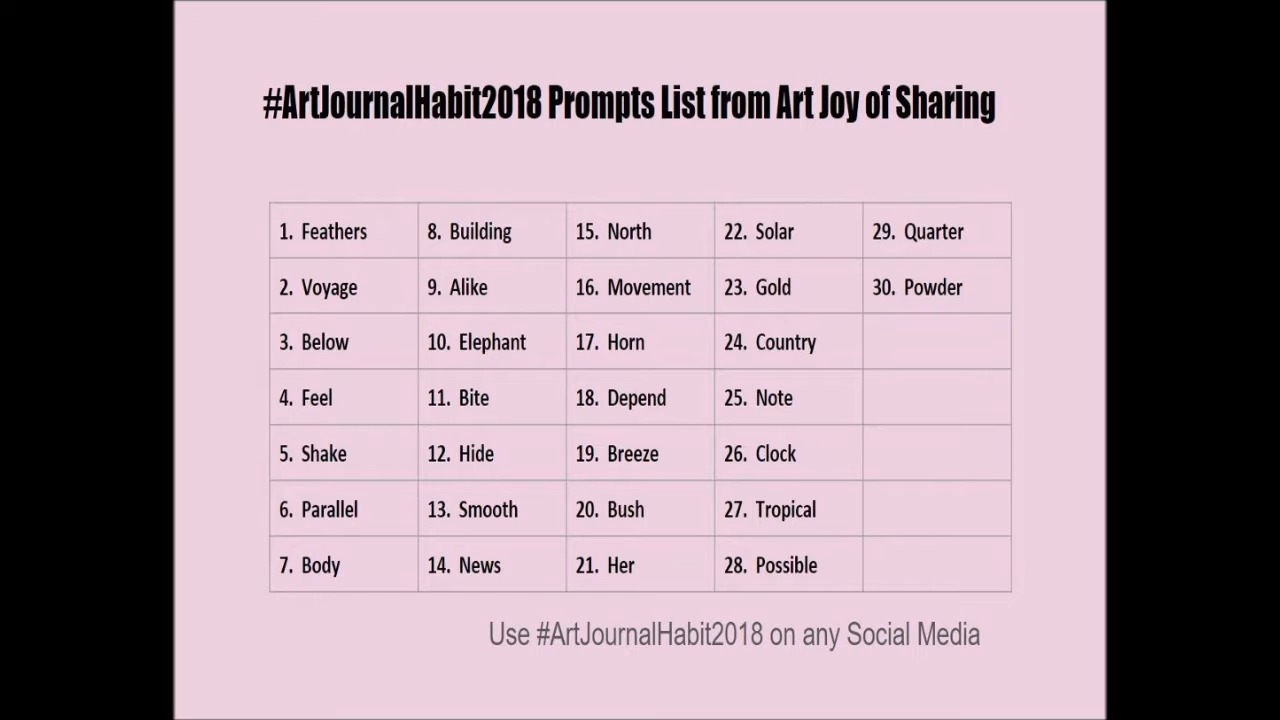 #ArtJournalHabit2018 Prompts List from Art Joy of Sharing
1. Feathers 8. Building 15. North 22. Solar 29. Quarter
2. Voyage 9. Alike 16. Movement 23. Gold 30. Powder
3. Below 10. Elephant 17. Horn 24. Country
4. Feel 11. Bite 18. Depend 25. Note
5. Shake 12. Hide 19. Breeze 26. Clock
6. Parallel 13. Smooth 20. Bush 27. Tropical
7. Body 14. News 21. Her 28. Possible
Use #ArtJournalHabit2018 on any Social Media